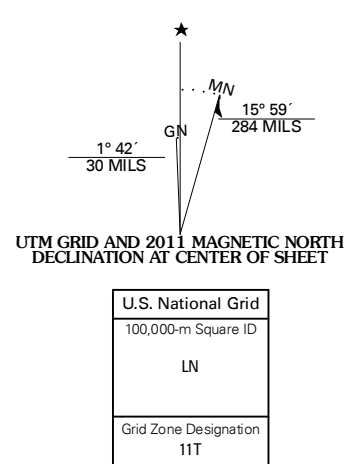 MN
GN
15° 59´
284 MILS
1° 42´
30 MILS
UTM GRID AND 2011 MAGNETIC NORTH
DECLINATION AT CENTER OF SHEET
U.S. National Grid
100,000-m Square ID
LN
Grid Zone Designation
11T